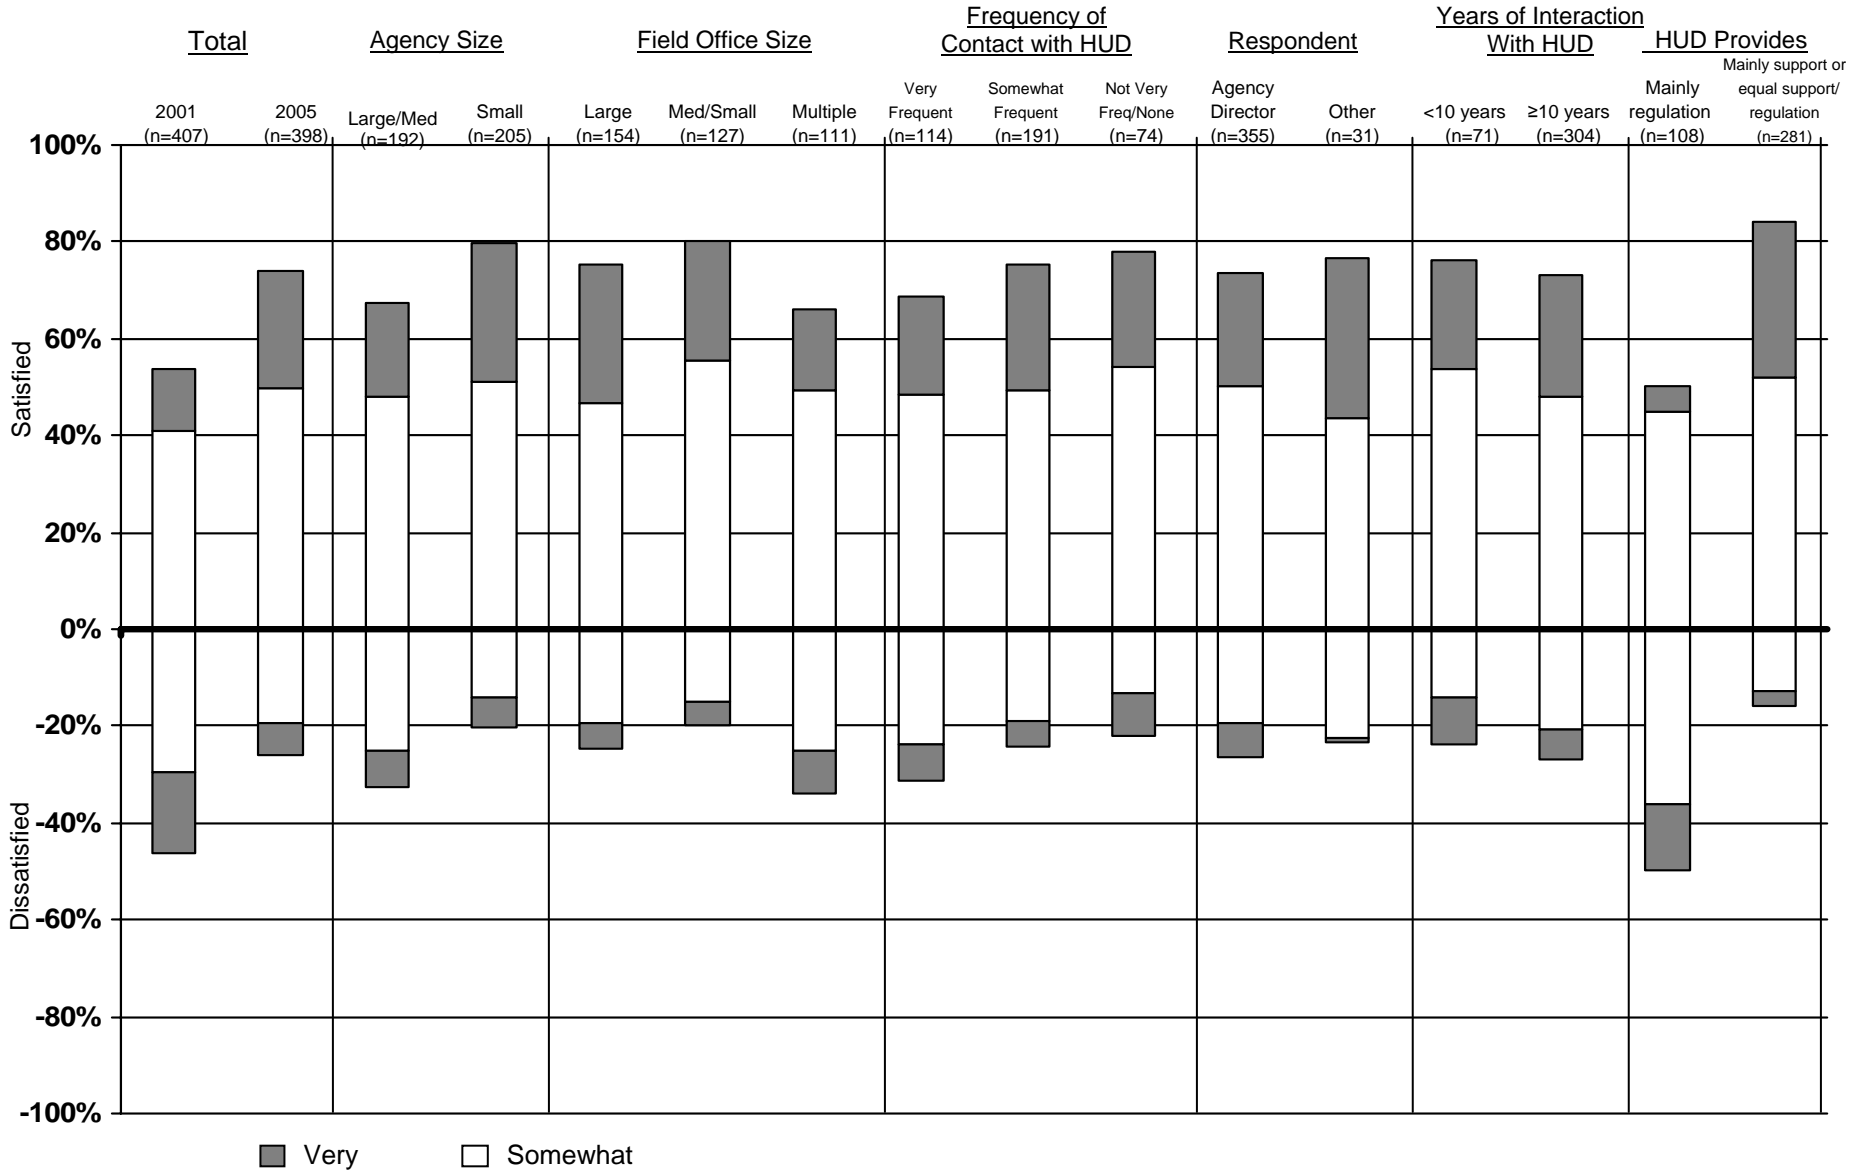 Total
Agency Size
Field Office Size
Frequency of
Contact with HUD
Respondent
Years of Interaction
With HUD
HUD Provides
2001
(n=407)
2005
(n=398)
Large/Med
(n=192)
Small
(n=205)
Large
(n=154)
Med/Small
(n=127)
Multiple
(n=111)
Very
Frequent
(n=114)
Somewhat
Frequent
(n=191)
Not Very
Freq/None
(n=74)
Agency
Director
(n=355)
Other
(n=31)
<10 years
(n=71)
≥10 years
(n=304)
Mainly
regulation
(n=108)
Mainly support or
equal support/
regulation
(n=281)
100%
80%
60%
40%
20%
0%
-20%
-40%
-60%
-80%
-100%
Satisfied
Dissatisfied
Very
Somewhat